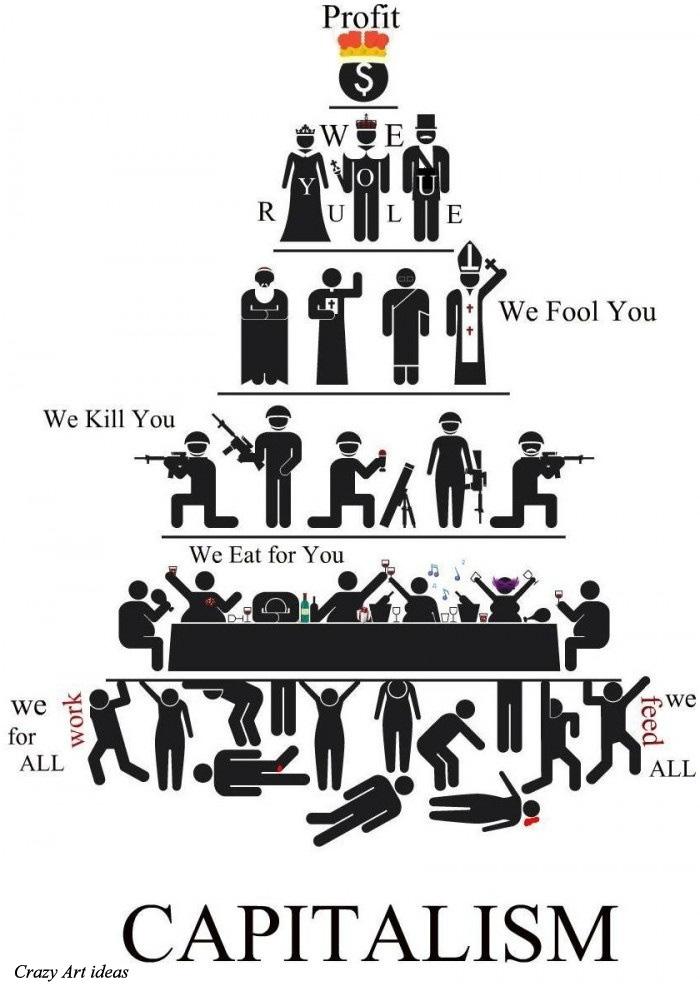 Profit
$
WE
YOU
RULE
We Fool You
We Kill You
We Eat for You
we work
for
ALL
we feed
ALL
CAPITALISM
Crazy Art ideas